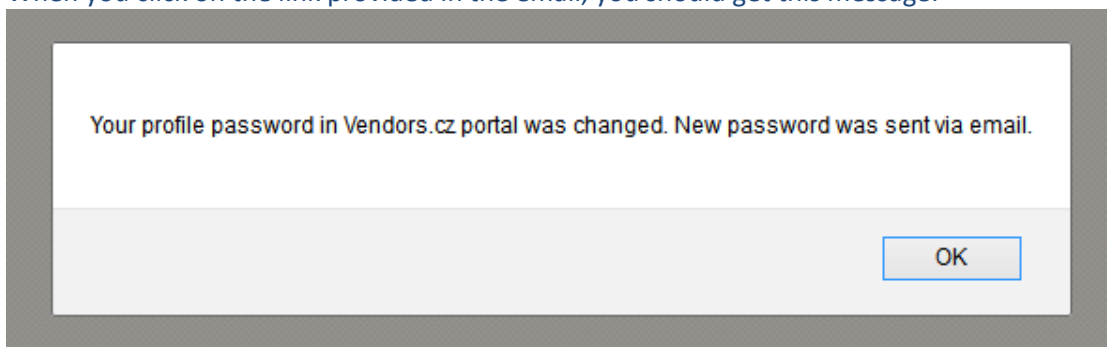 When you click on the link provided in the email, you should get this message:
Your profile password in Vendors.cz portal was changed. New password was sent via email.
OK